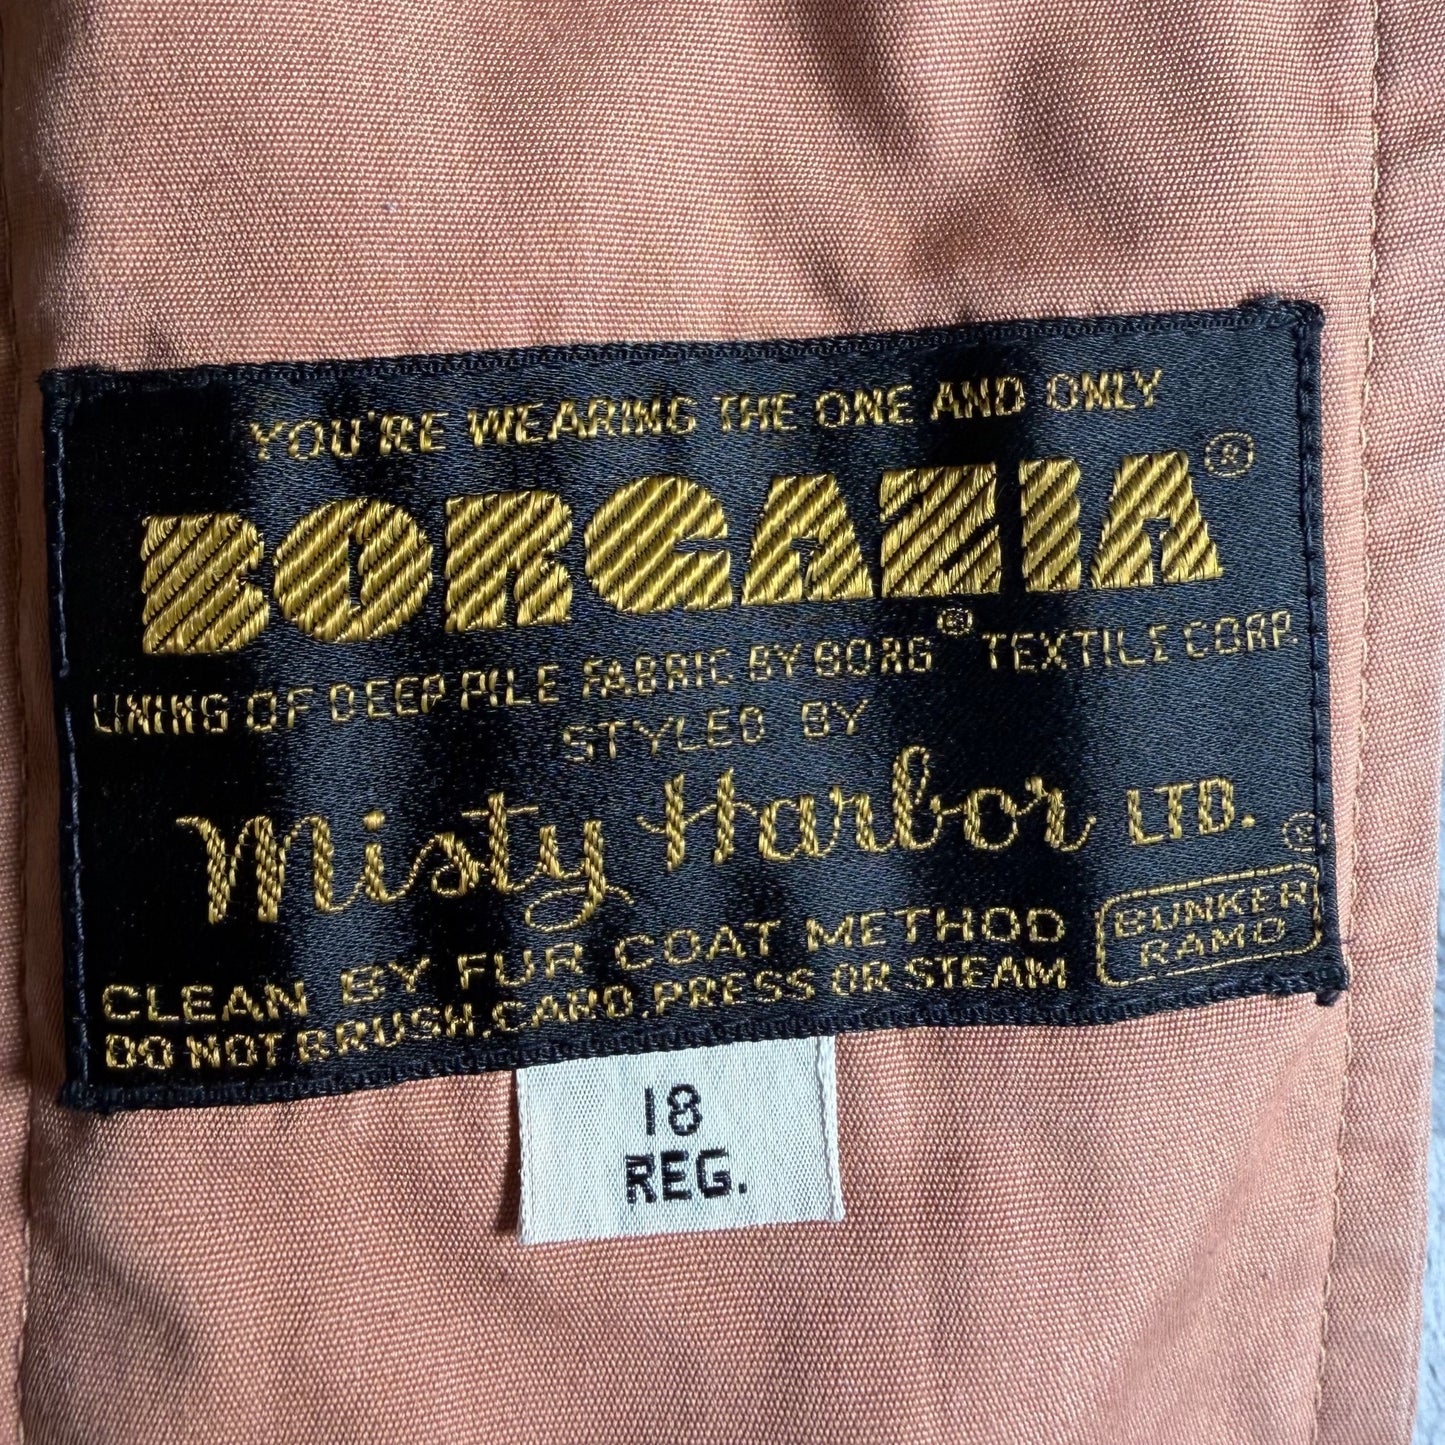 YOU'RE WEARING THE ONE AND ONLY
BORGAZIA®
LINING OF DEEP PILE FABRIC BY BORG® TEXTILE CORP.
STYLED BY
Misty Harbor LTD.®
CLEAN BY FUR COAT METHOD
DO NOT BRUSH, CARD, PRESS OR STEAM
BUNKER
RAMO
18
REG.